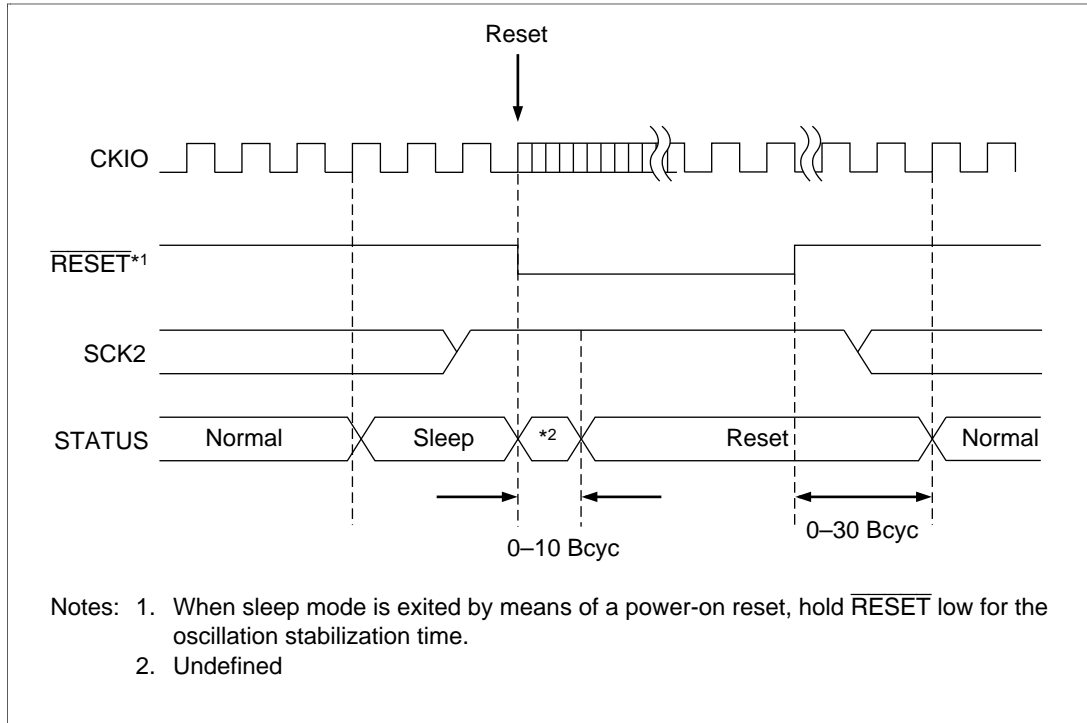 Reset
CKIO
RESET*1
SCK2
STATUS Normal Sleep *2 Reset Normal
0–10 Bcyc
0–30 Bcyc
Notes: 1. When sleep mode is exited by means of a power-on reset, hold RESET low for the
oscillation stabilization time.
2. Undefined